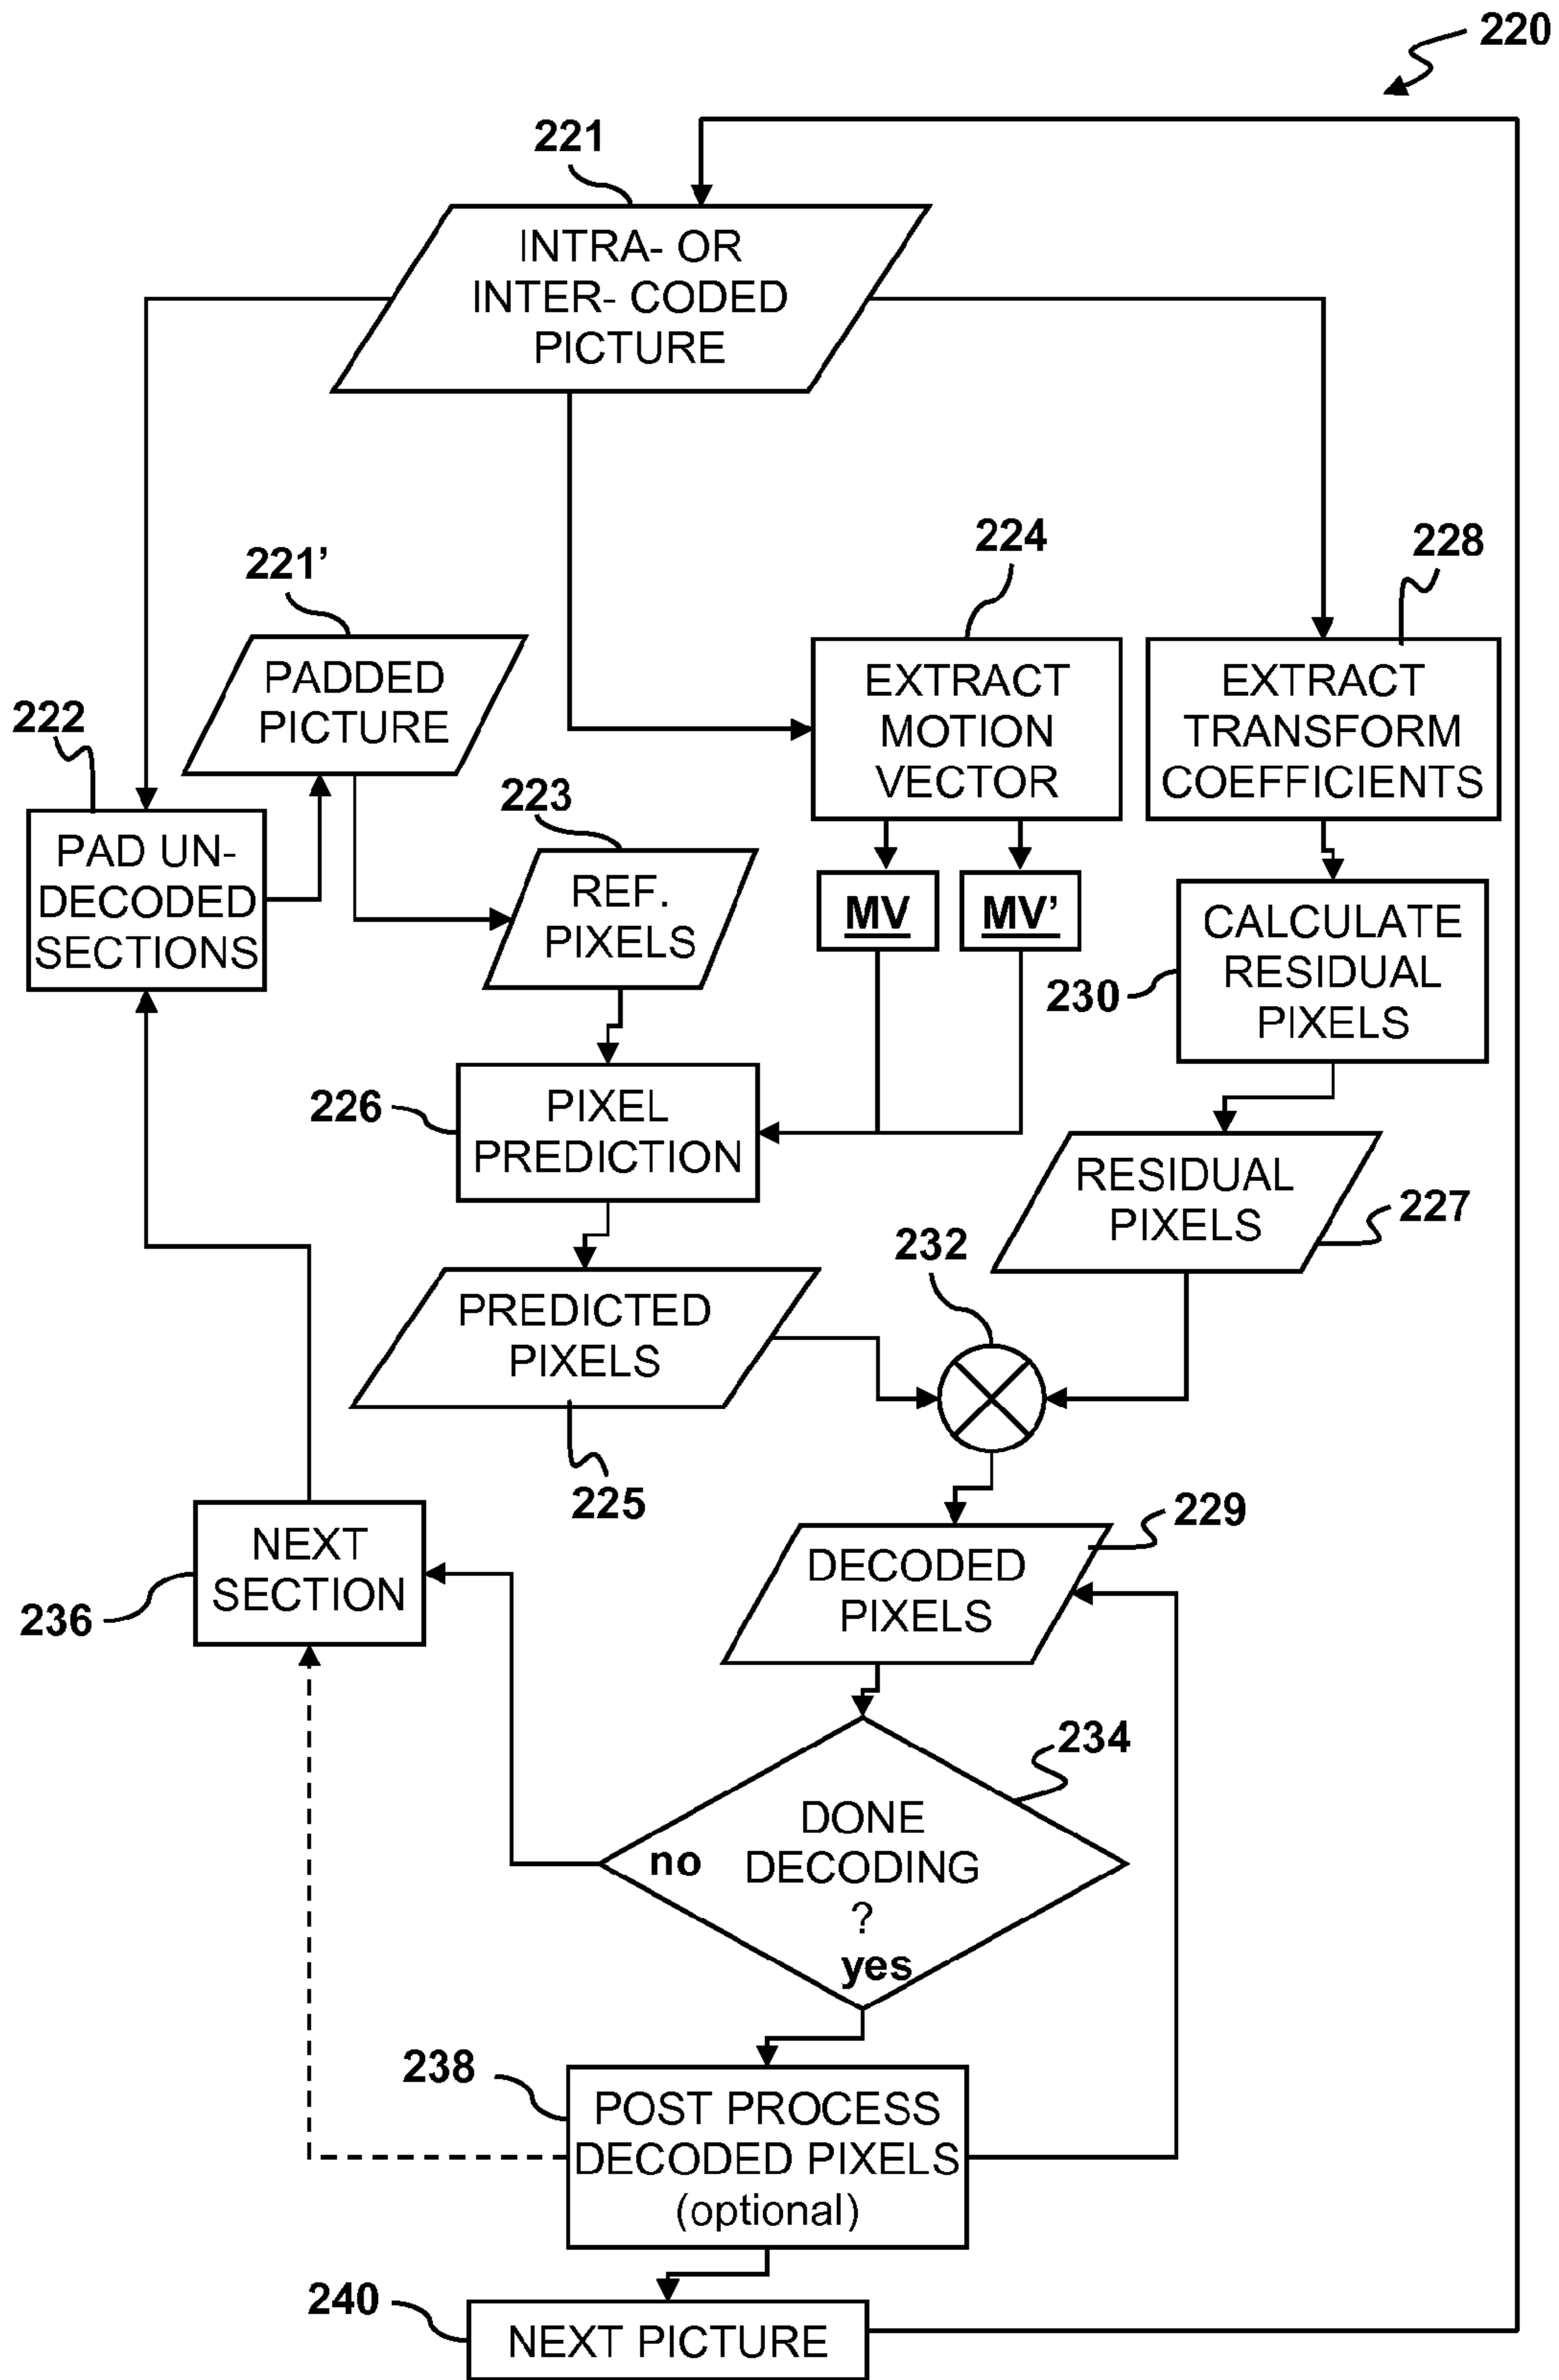 220
221
INTRA- OR
INTER- CODED
PICTURE
221’
PADDED
PICTURE
224
EXTRACT
MOTION
VECTOR
228
EXTRACT
TRANSFORM
COEFFICIENTS
222
PAD UN-
DECODED
SECTIONS
223
REF.
PIXELS
MV
MV’
230
CALCULATE
RESIDUAL
PIXELS
226
PIXEL
PREDICTION
RESIDUAL
PIXELS
227
232
PREDICTED
PIXELS
225
229
DECODED
PIXELS
NEXT
SECTION
236
234
DONE
DECODING
?
no
yes
238
POST PROCESS
DECODED PIXELS
(optional)
240
NEXT PICTURE